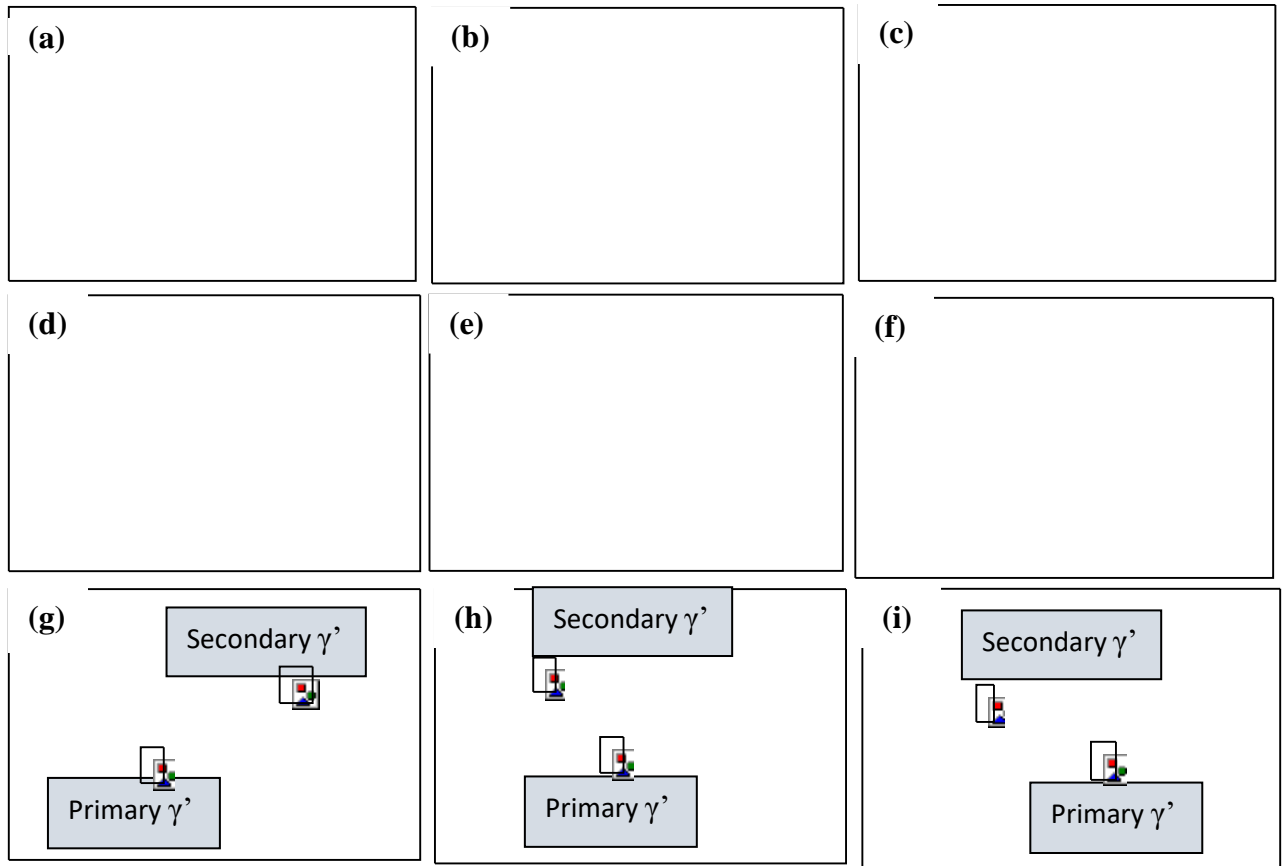 (a)
(b)
(c)
(d)
(e)
(f)
(g)
Secondary γ’
Primary γ’
(h)
Secondary γ’
Primary γ’
(i)
Secondary γ’
Primary γ’